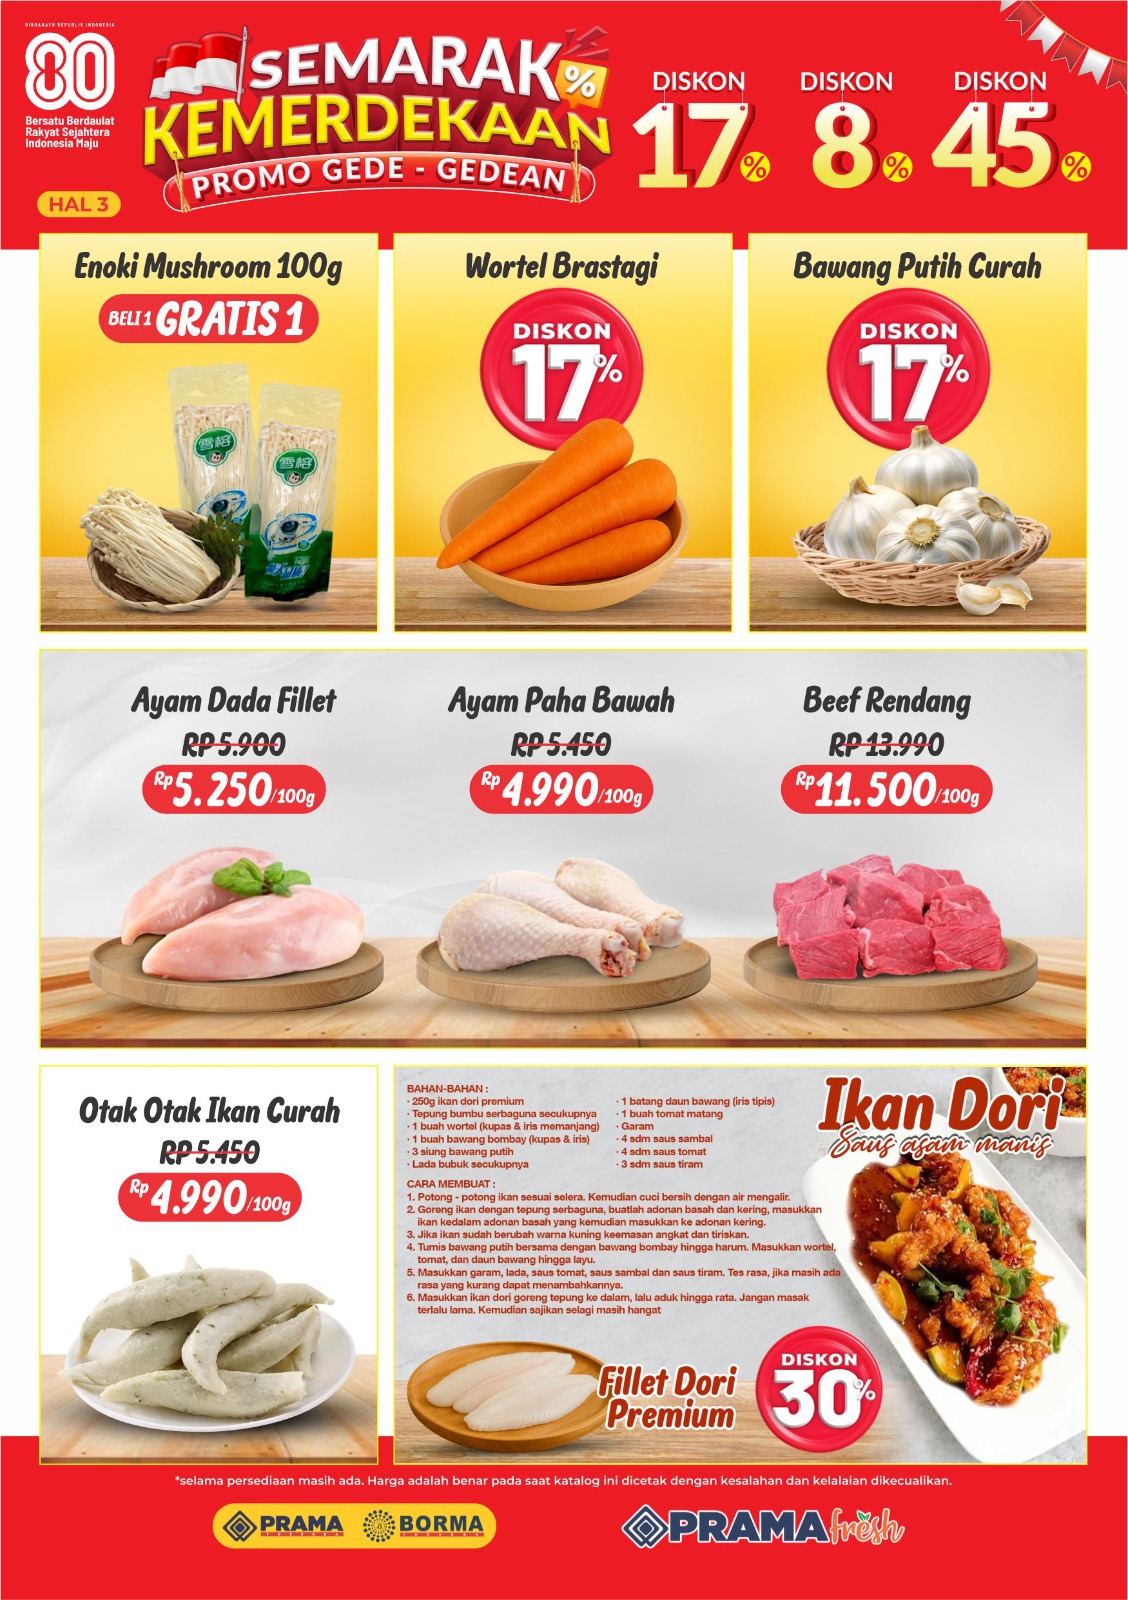 DIRGAHAYU REPUBLIK INDONESIA
80
Bersatu Berdaulat
Rakyat Sejahtera
Indonesia Maju
HAL 3
SEMARAK %
KEMERDEKAAN
PROMO GEDE - GEDEAN
DISKON
17%
DISKON
8%
DISKON
45%
Enoki Mushroom 100g
BELI 1 GRATIS 1
雪榕
雪榕
Wortel Brastagi
DISKON
17%
Bawang Putih Curah
DISKON
17%
Ayam Dada Fillet
RP 5.900
Rp 5.250/100g
Ayam Paha Bawah
RP 5.450
Rp 4.990/100g
Beef Rendang
RP 13.990
Rp 11.500/100g
Otak Otak Ikan Curah
RP 5.450
Rp 4.990/100g
BAHAN-BAHAN :
· 250g ikan dori premium
· Tepung bumbu serbaguna secukupnya
· 1 buah wortel (kupas & iris memanjang)
· 1 buah bawang bombay (kupas & iris)
· 3 siung bawang putih
· Lada bubuk secukupnya
· 1 batang daun bawang (iris tipis)
· 1 buah tomat matang
· Garam
· 4 sdm saus sambal
· 4 sdm saus tomat
· 3 sdm saus tiram
Ikan Dori
Saus asam manis
CARA MEMBUAT :
1. Potong - potong ikan sesuai selera. Kemudian cuci bersih dengan air mengalir.
2. Goreng ikan dengan tepung serbaguna, buatlah adonan basah dan kering, masukkan
ikan kedalam adonan basah yang kemudian masukkan ke adonan kering.
3. Jika ikan sudah berubah warna kuning keemasan angkat dan tiriskan.
4. Tumis bawang putih bersama dengan bawang bombay hingga harum. Masukkan wortel,
tomat, dan daun bawang hingga layu.
5. Masukkan garam, lada, saus tomat, saus sambal dan saus tiram. Tes rasa, jika masih ada
rasa yang kurang dapat menambahkannya.
6. Masukkan ikan dori goreng tepung ke dalam, lalu aduk hingga rata. Jangan masak
terlalu lama. Kemudian sajikan selagi masih hangat
Fillet Dori
Premium
DISKON
30%
*selama persediaan masih ada. Harga adalah benar pada saat katalog ini dicetak dengan kesalahan dan kelalaian dikecualikan.
PRAMA
BORMA
PRAMA fresh